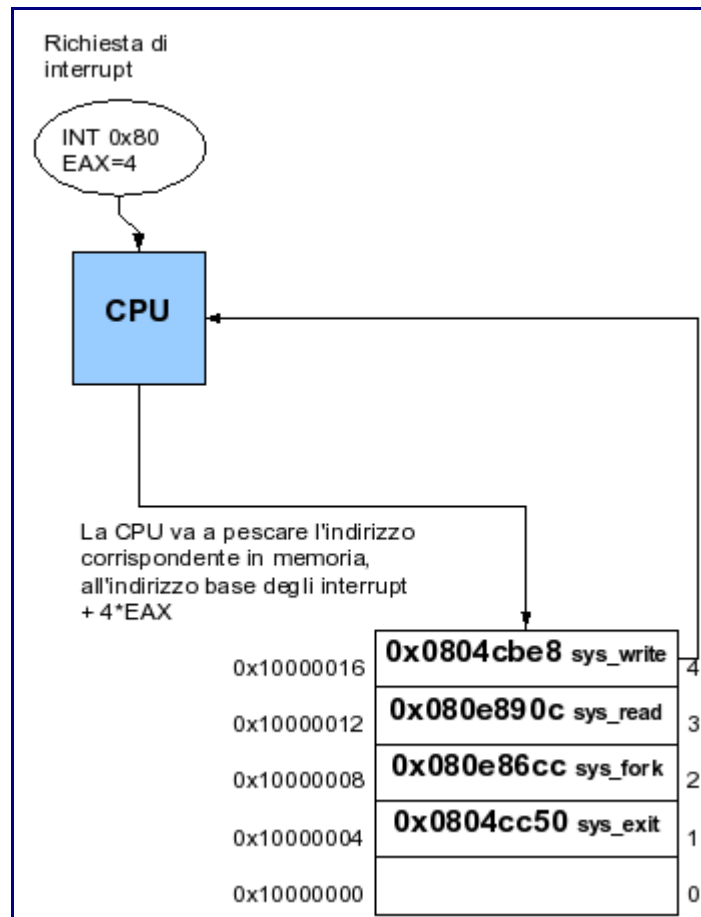 Richiesta di
interrupt
INT 0x80
EAX=4
CPU
La CPU va a pescare l'indirizzo
corrispondente in memoria,
all'indirizzo base degli interrupt
+ 4*EAX
0x10000016 0x0804cbe8 sys_write 4
0x10000012 0x080e890c sys_read 3
0x10000008 0x080e86cc sys_fork 2
0x10000004 0x0804cc50 sys_exit 1
0x10000000 0